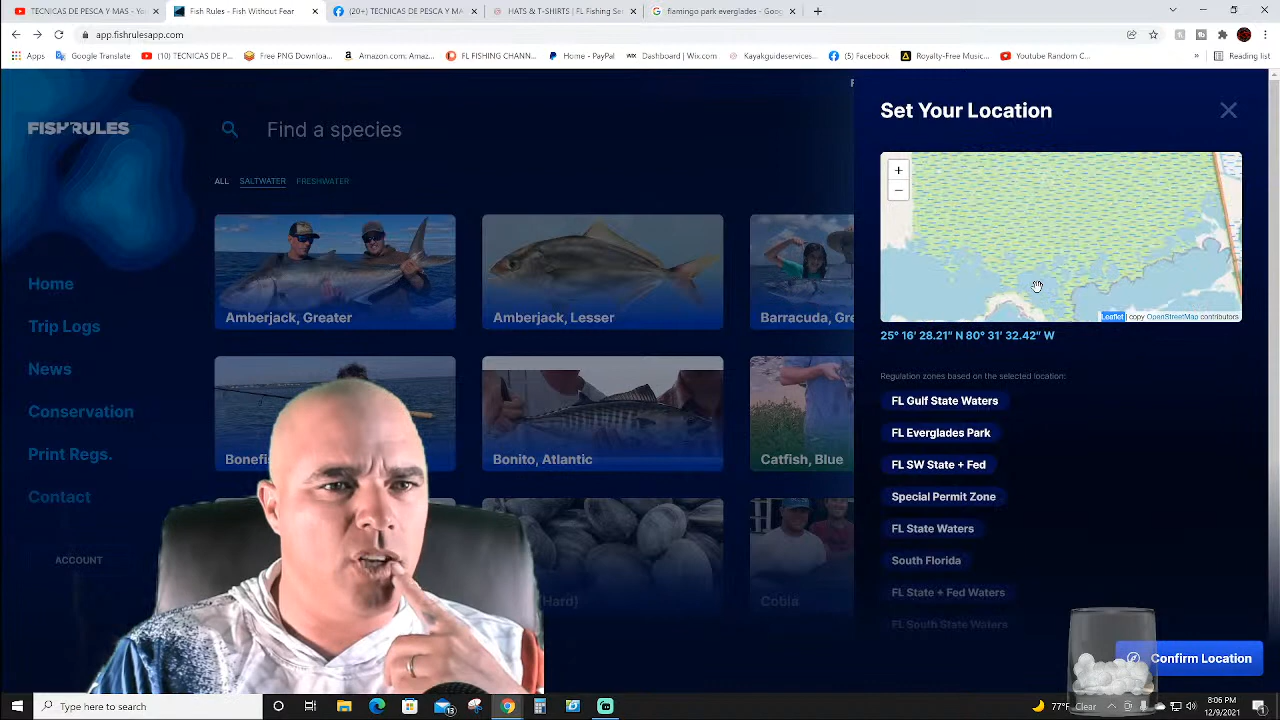 TECNICAS DE PESCA Y MAS - Yo
Fish Rules - Fish Without Fear
(20+) TECNICAS DE PESCA Y MA
HATS & T-SHIRTS | FL Fishing
flamingo park everglades - Goog
app.fishrulesapp.com
Apps
Google Translate
(10) TECNICAS DE P...
Free PNG Downloa...
Amazon.com: Amaz...
FL FISHING CHANN...
Home - PayPal
Dashboard | Wix.com
Kayakguideservices...
(2) Facebook
Royalty-Free Music...
Youtube Random C...
»
Reading list
FISHRULES
Find a species
ALL SALTWATER FRESHWATER
Home
Trip Logs
News
Conservation
Print Regs.
Contact
ACCOUNT
Amberjack, Greater
Amberjack, Lesser
Barracuda, Gre
Bonefi
Bonito, Atlantic
Catfish, Blue
(Hard)
Cobia
Set Your Location
+
−
Leaflet | copy OpenStreetMap contributors
25° 16' 28.21" N 80° 31' 32.42" W
Regulation zones based on the selected location:
FL Gulf State Waters
FL Everglades Park
FL SW State + Fed
Special Permit Zone
FL State Waters
South Florida
FL State + Fed Waters
FL South State Waters
Confirm Location
Type here to search
77°F Clear
8:06 PM
12/9/2021